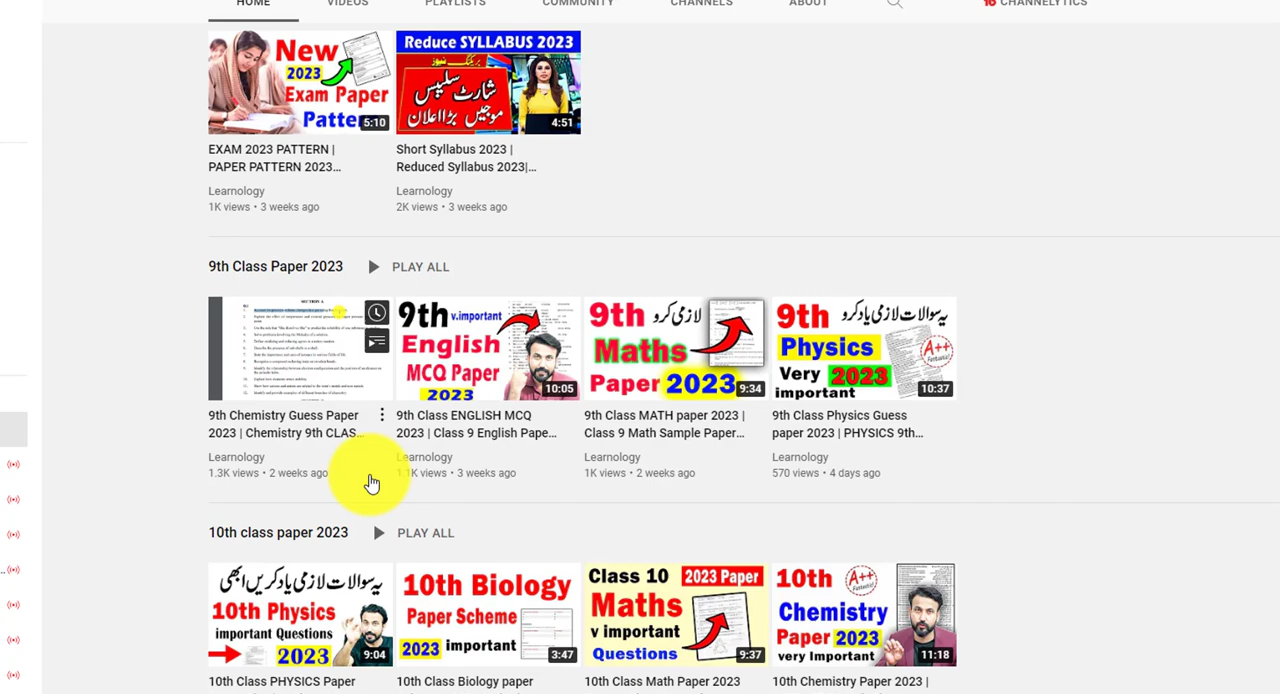 HOME VIDEOS PLAYLISTS COMMUNITY CHANNELS ABOUT CHANNELYTICS
New
2023
Exam Paper
Patte
5:10
Reduce SYLLABUS 2023
بریکنگ نیوز
شارٹ سلیبس
موجیں بڑا اعلان
4:51
EXAM 2023 PATTERN |
PAPER PATTERN 2023...
Learnology
1K views • 3 weeks ago
Short Syllabus 2023 |
Reduced Syllabus 2023|...
Learnology
2K views • 3 weeks ago
9th Class Paper 2023 PLAY ALL
SECTION A
9th v.important
English
MCQ Paper
2023
10:05
9th لازمی کرو
Maths
Paper 2023
9:34
9th یہ سوالات لازمی یاد کرو
Physics
Very 2023
important
A++
Fantastic!
10:37
9th Chemistry Guess Paper
2023 | Chemistry 9th CLAS...
Learnology
1.3K views • 2 weeks ago
9th Class ENGLISH MCQ
2023 | Class 9 English Pape...
Learnology
1.1K views • 3 weeks ago
9th Class MATH paper 2023 |
Class 9 Math Sample Paper...
Learnology
1K views • 2 weeks ago
9th Class Physics Guess
paper 2023 | PHYSICS 9th...
Learnology
570 views • 4 days ago
10th class paper 2023 PLAY ALL
یہ سوالات لازمی یاد کریں ابھی
10th Physics
important Questions
2023
9:04
10th Biology
Paper Scheme
2023 important
3:47
Class 10 2023 Paper
Maths
v important
Questions
9:37
10th A++
Fantastic!
Chemistry
Paper 2023
very Important
11:18
10th Class PHYSICS Paper
10th Class Biology paper
10th Class Math Paper 2023
10th Chemistry Paper 2023 |